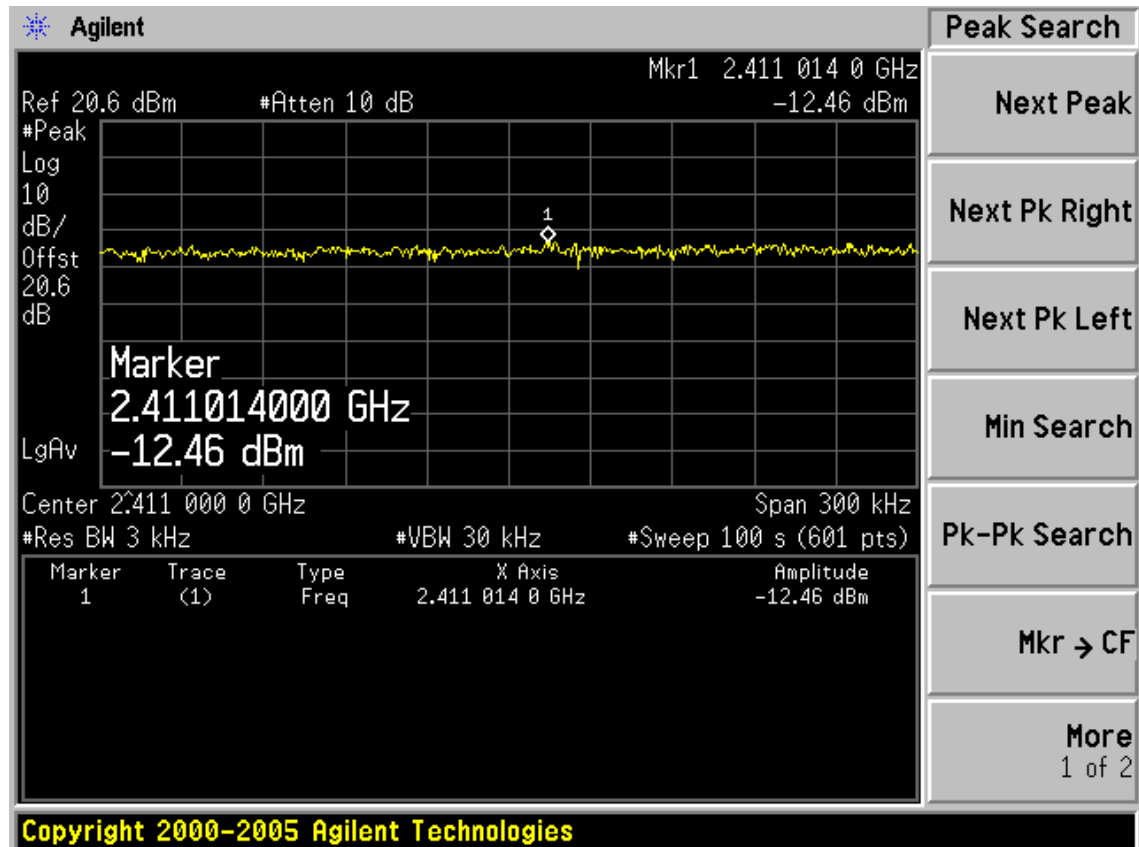 Agilent
Peak Search
Mkr1 2.411 014 0 GHz
Ref 20.6 dBm #Atten 10 dB -12.46 dBm
#Peak
Log
10
dB/
Offst
20.6
dB
LgAv
1
Marker
2.411014000 GHz
-12.46 dBm
Center 2.411 000 0 GHz Span 300 kHz
#Res BW 3 kHz #VBW 30 kHz #Sweep 100 s (601 pts)
Marker Trace Type X Axis Amplitude
1 (1) Freq 2.411 014 0 GHz -12.46 dBm
Next Peak
Next Pk Right
Next Pk Left
Min Search
Pk-Pk Search
Mkr → CF
More
1 of 2
Copyright 2000-2005 Agilent Technologies